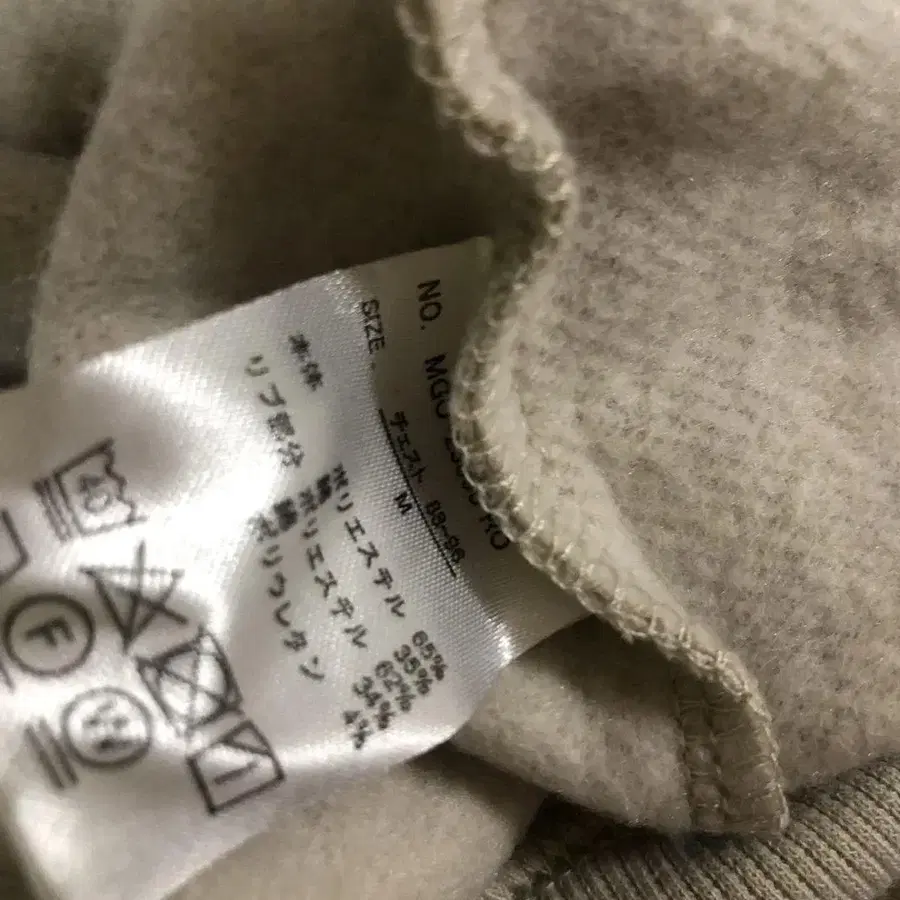 NO. MGU
SIZE
チェスト 88-96
M
本体 ポリエステル 65%
綿 35%
リブ部分 綿 62%
ポリエステル 34%
ポリウレタン 4%
40
F
W